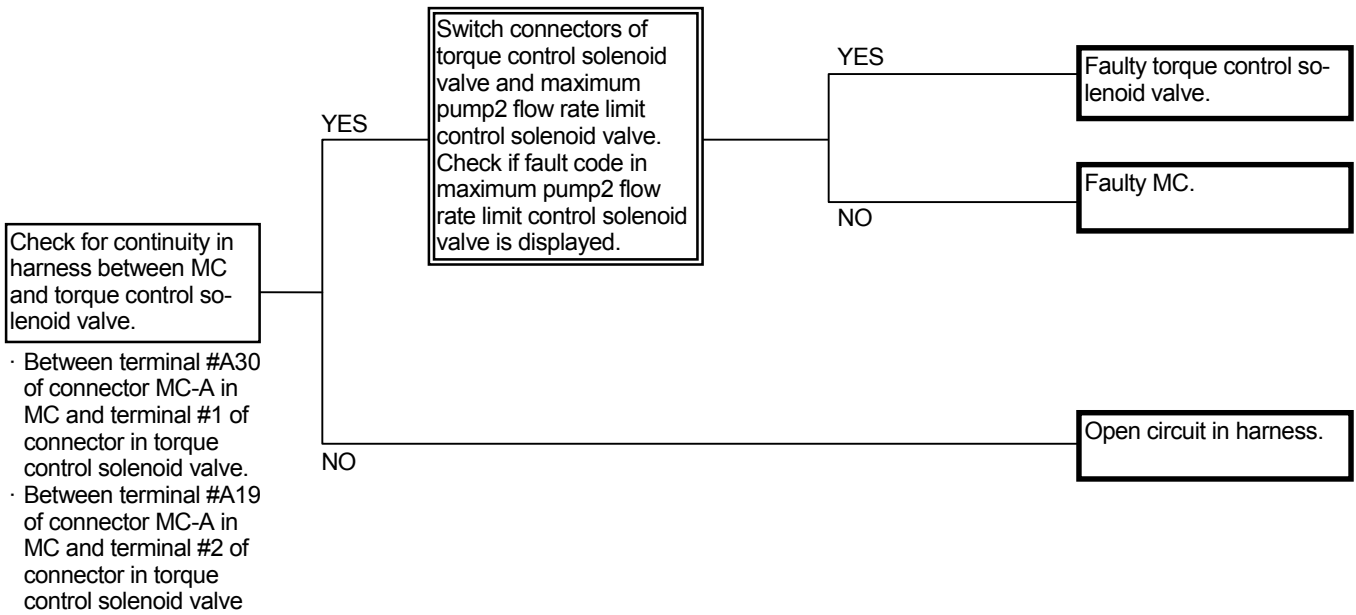 Check for continuity in
harness between MC
and torque control so-
lenoid valve.
· Between terminal #A30
of connector MC-A in
MC and terminal #1 of
connector in torque
control solenoid valve.
· Between terminal #A19
of connector MC-A in
MC and terminal #2 of
connector in torque
control solenoid valve
YES
Switch connectors of
torque control solenoid
valve and maximum
pump2 flow rate limit
control solenoid valve.
Check if fault code in
maximum pump2 flow
rate limit control solenoid
valve is displayed.
YES
Faulty torque control so-
lenoid valve.
NO
Faulty MC.
NO
Open circuit in harness.